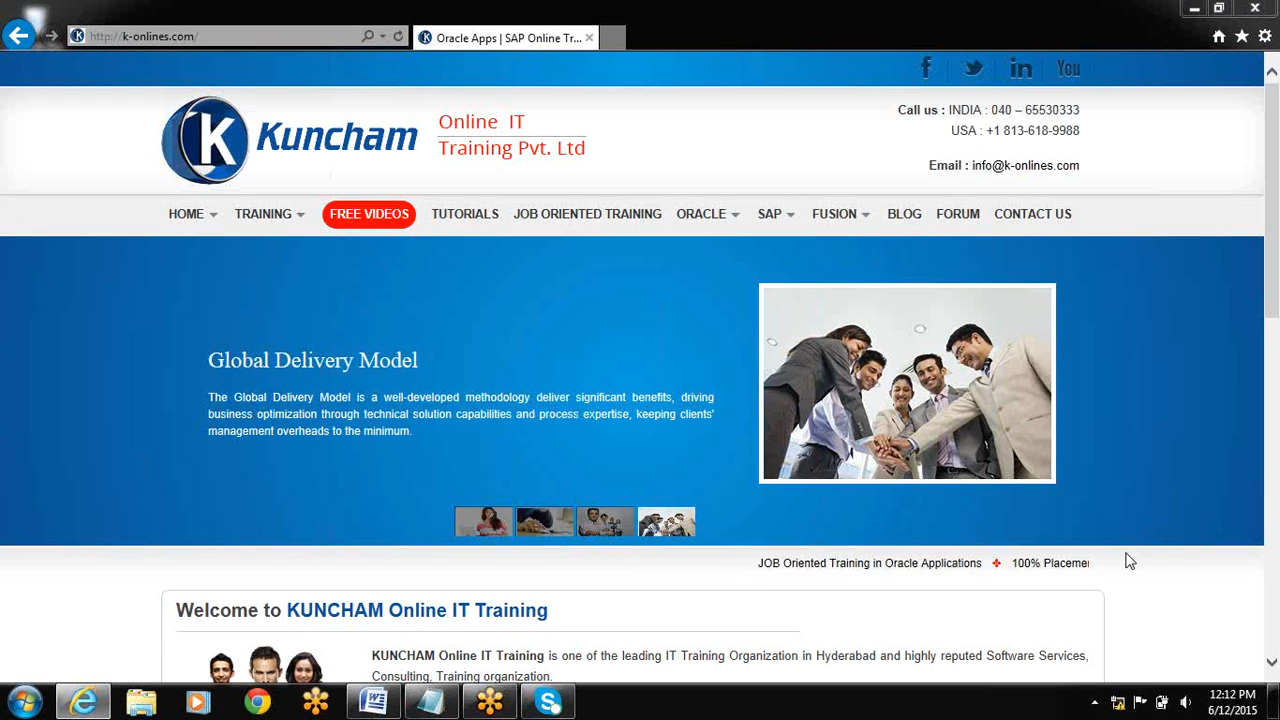 http://k-onlines.com/
Oracle Apps | SAP Online Tr...
You
K
Kuncham
Online IT
Training Pvt. Ltd
Call us : INDIA : 040 – 65530333
USA : +1 813-618-9988
Email : info@k-onlines.com
HOME TRAINING FREE VIDEOS TUTORIALS JOB ORIENTED TRAINING ORACLE SAP FUSION BLOG FORUM CONTACT US
Global Delivery Model
The Global Delivery Model is a well-developed methodology deliver significant benefits, driving
business optimization through technical solution capabilities and process expertise, keeping clients'
management overheads to the minimum.
JOB Oriented Training in Oracle Applications 100% Placemen
Welcome to KUNCHAM Online IT Training
KUNCHAM Online IT Training is one of the leading IT Training Organization in Hyderabad and highly reputed Software Services,
Consulting, Training organization.
12:12 PM
6/12/2015